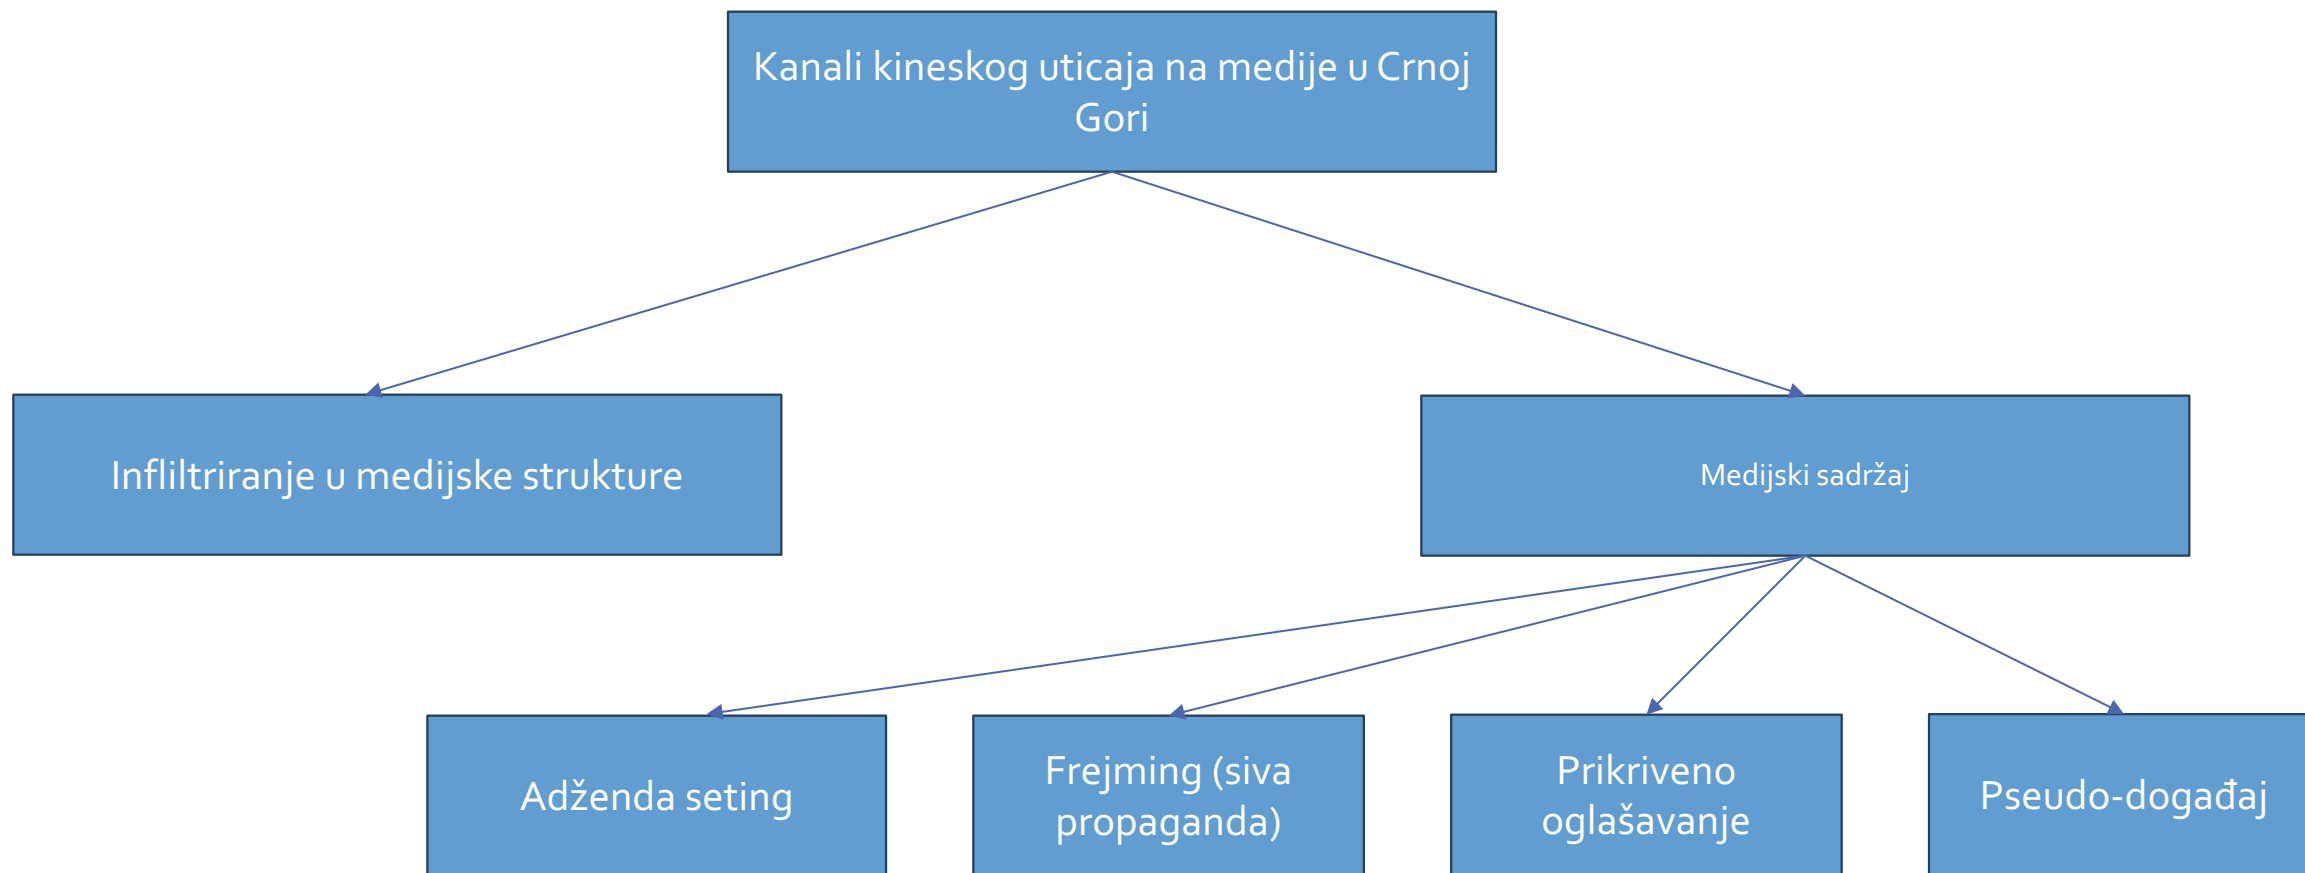 Kanali kineskog uticaja na medije u Crnoj
Gori
Infliltriranje u medijske strukture
Medijski sadržaj
Adženda seting
Frejming (siva
propaganda)
Prikriveno
oglašavanje
Pseudo-događaj